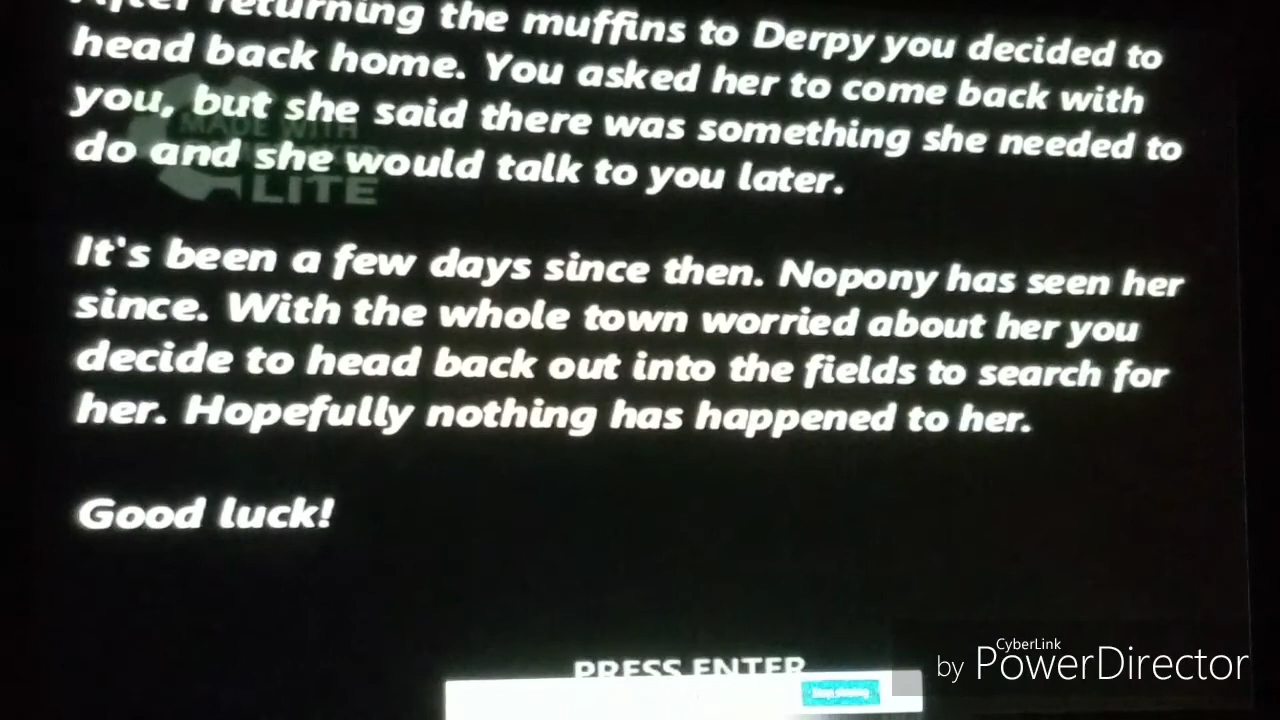 After returning the muffins to Derpy you decided to
head back home. You asked her to come back with
you, but she said there was something she needed to
do and she would talk to you later.
It's been a few days since then. Nopony has seen her
since. With the whole town worried about her you
decide to head back out into the fields to search for
her. Hopefully nothing has happened to her.
Good luck!
MADE WITH
LITE
PRESS ENTER
CyberLink
by PowerDirector